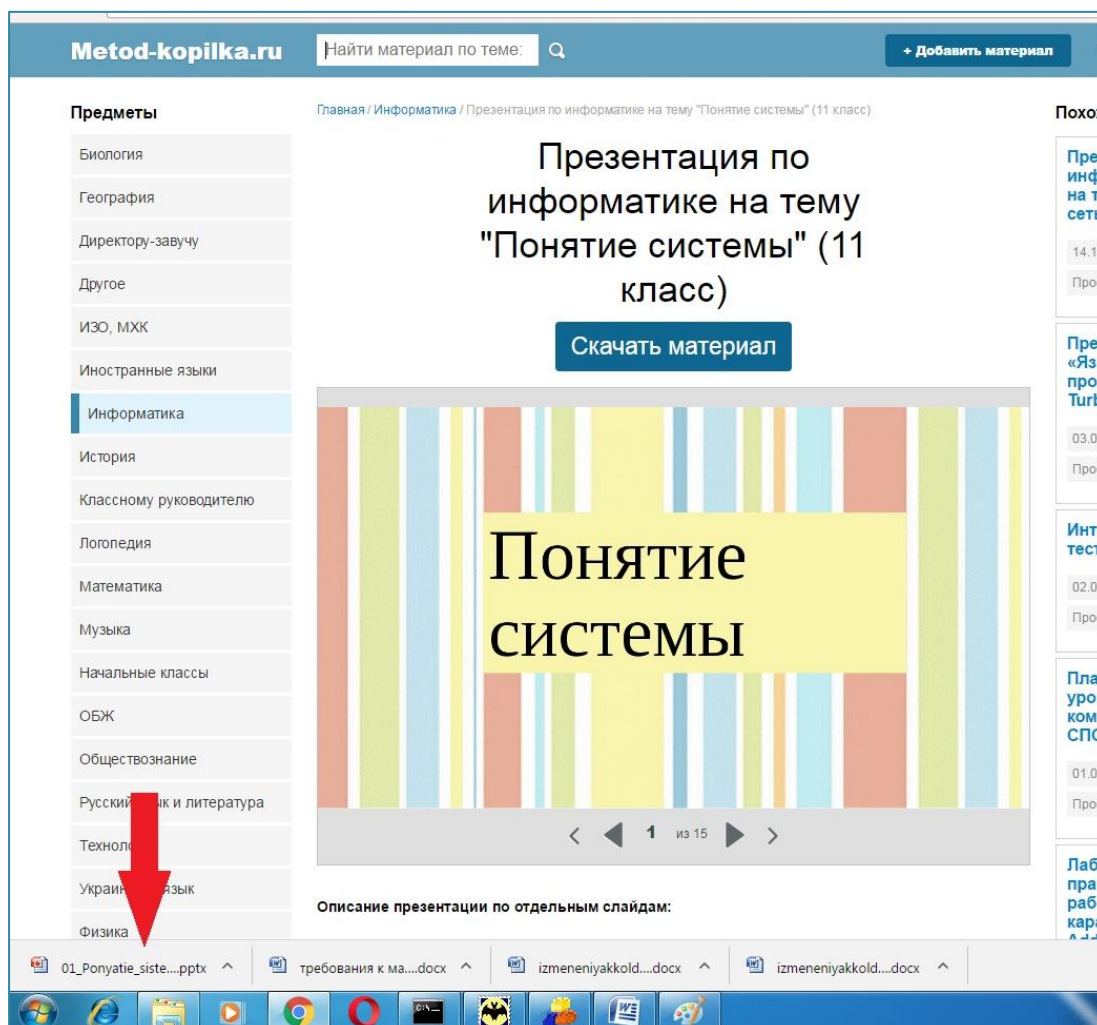 Metod-kopilka.ru
Найти материал по теме:
+ Добавить материал
Предметы
Биология
География
Директору-завучу
Другое
ИЗО, МХК
Иностранные языки
Информатика
История
Классному руководителю
Логопедия
Математика
Музыка
Начальные классы
ОБЖ
Обществознание
Русский и литература
Физика
Главная / Информатика / Презентация по информатике на тему "Понятие системы" (11 класс)
Презентация по
информатике на тему
"Понятие системы" (11
класс)
Скачать материал
Понятие
системы
1 из 15
Описание презентации по отдельным слайдам:
01_Ponyatie_siste....pptx
требования к ма....docx
izmeneniyakkold....docx
izmeneniyakkold....docx